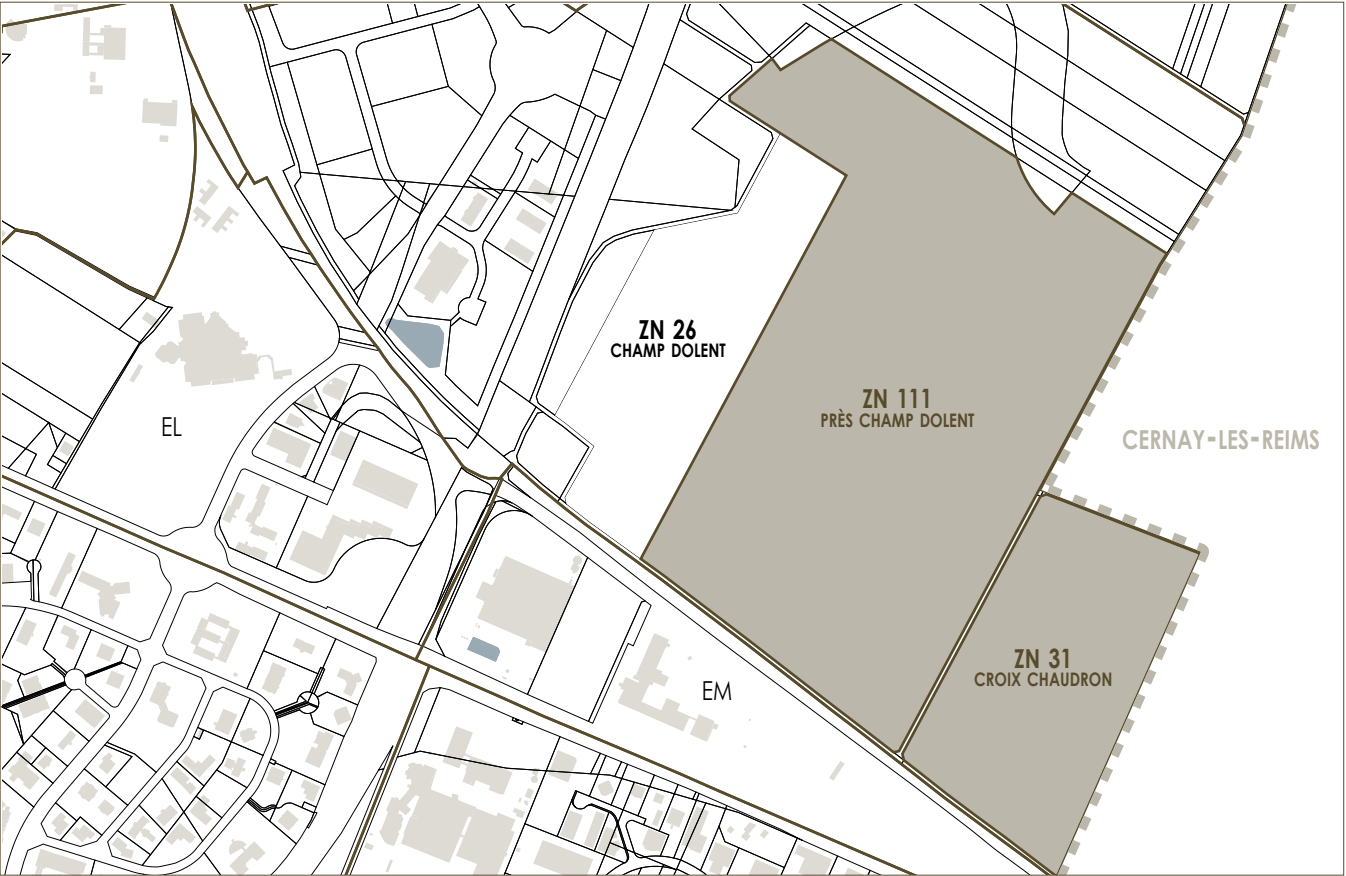 ZN 26
CHAMP DOLENT
ZN 111
PRÈS CHAMP DOLENT
EL
CERNAY-LES-REIMS
ZN 31
CROIX CHAUDRON
EM